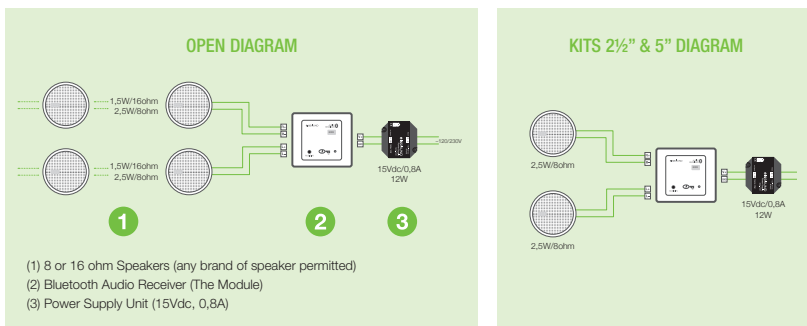 OPEN DIAGRAM
1,5W/16ohm
2,5W/8ohm
~120/230V
1,5W/16ohm
2,5W/8ohm
15Vdc/0,8A
12W
1
2
3
(1) 8 or 16 ohm Speakers (any brand of speaker permitted)
(2) Bluetooth Audio Receiver (The Module)
(3) Power Supply Unit (15Vdc, 0,8A)
KITS 2½” & 5” DIAGRAM
2,5W/8ohm
15Vdc/0,8A
12W
2,5W/8ohm